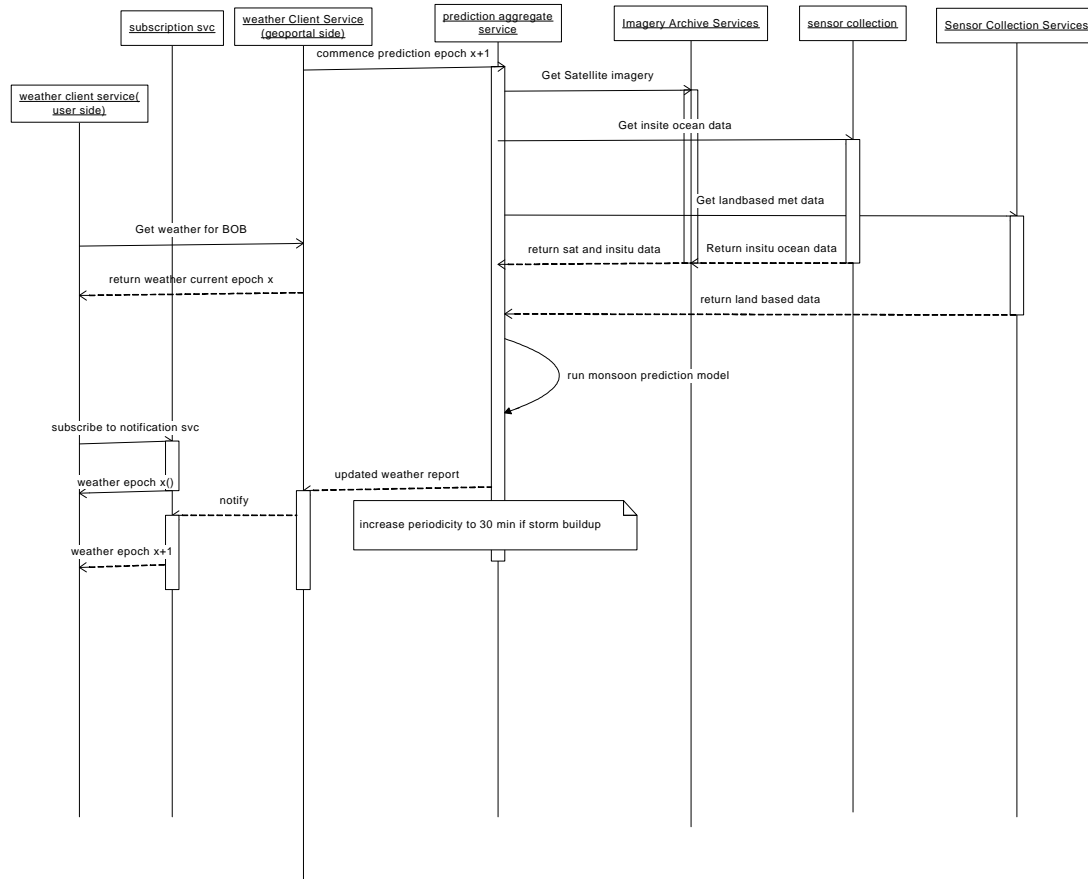 subscription svc
weather Client Service
(geoportal side)
prediction aggregate
service
Imagery Archive Services
sensor collection
Sensor Collection Services
commence prediction epoch x+1
Get Satellite imagery
weather client service(
user side)
Get insite ocean data
Get landbased met data
Get weather for BOB
return sat and insitu data
Return insitu ocean data
return weather current epoch x
return land based data
run monsoon prediction model
subscribe to notification svc
updated weather report
weather epoch x()
notify
increase periodicity to 30 min if storm buildup
weather epoch x+1